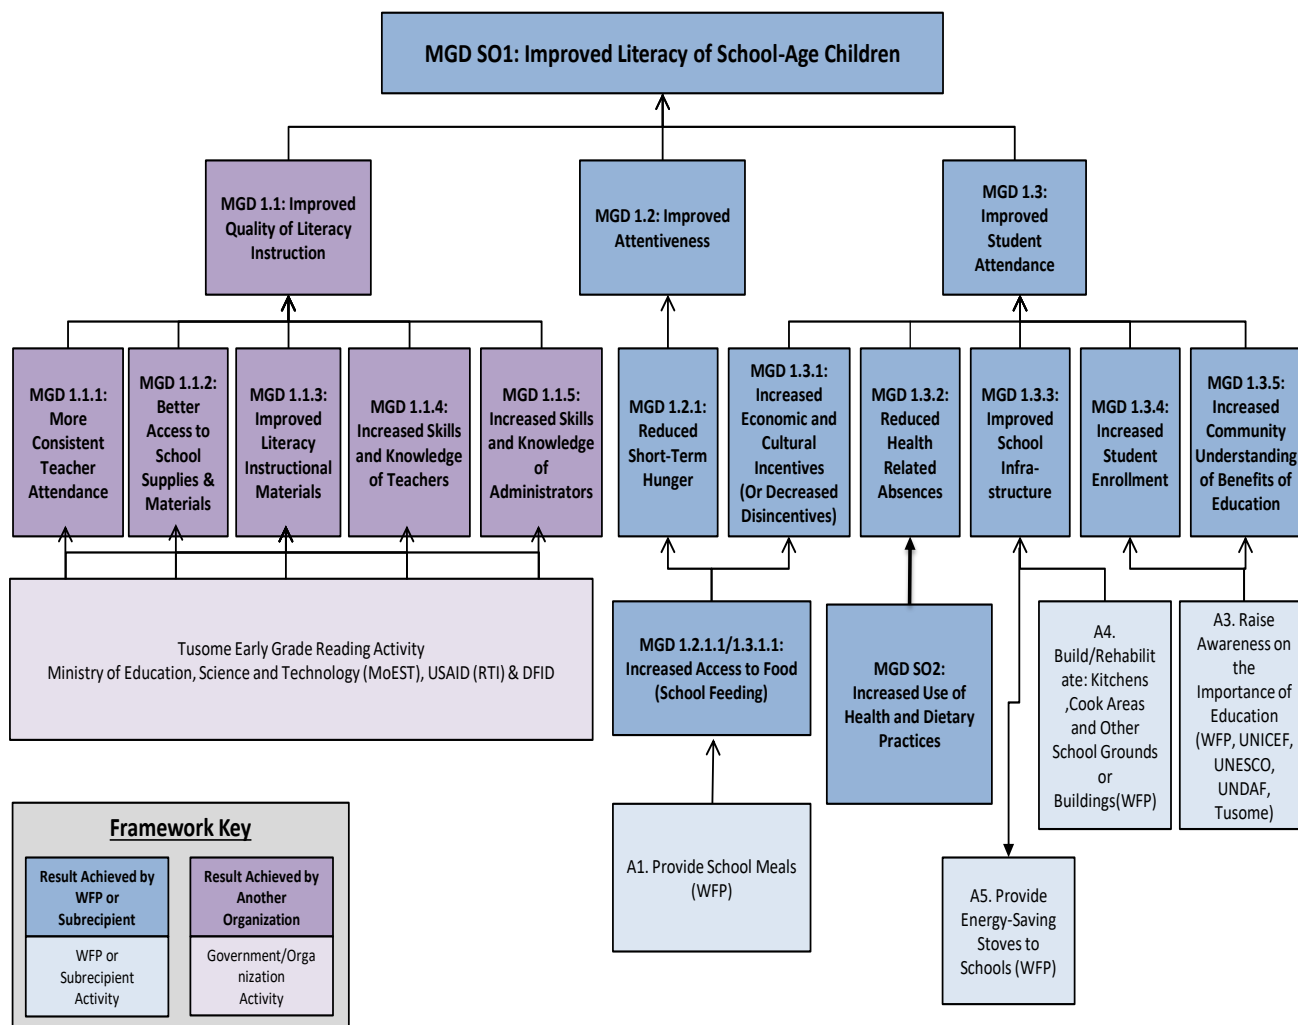 MGD SO1: Improved Literacy of School-Age Children
MGD 1.1: Improved
Quality of Literacy
Instruction
MGD 1.2: Improved
Attentiveness
MGD 1.3:
Improved
Student
Attendance
MGD 1.1.1:
More
Consistent
Teacher
Attendance
MGD 1.1.2:
Better
Access to
School
Supplies &
Materials
MGD 1.1.3:
Improved
Literacy
Instructional
Materials
MGD 1.1.4:
Increased Skills
and Knowledge
of Teachers
MGD 1.1.5:
Increased Skills
and Knowledge
of
Administrators
MGD 1.2.1:
Reduced
Short-Term
Hunger
MGD 1.3.1:
Increased
Economic and
Cultural
Incentives
(Or Decreased
Disincentives)
MGD 1.3.2:
Reduced
Health
Related
Absences
MGD 1.3.3:
Improved
School
Infra-
structure
MGD 1.3.4:
Increased
Student
Enrollment
MGD 1.3.5:
Increased
Community
Understanding
of Benefits of
Education
Tusome Early Grade Reading Activity
Ministry of Education, Science and Technology (MoEST), USAID (RTI) & DFID
MGD 1.2.1.1/1.3.1.1:
Increased Access to Food
(School Feeding)
MGD SO2:
Increased Use of
Health and Dietary
Practices
A4.
Build/Rehabilit
ate: Kitchens
,Cook Areas
and Other
School Grounds
or
Buildings(WFP)
A3. Raise
Awareness on
the
Importance of
Education
(WFP, UNICEF,
UNESCO,
UNDAF,
Tusome)
A1. Provide School Meals
(WFP)
A5. Provide
Energy-Saving
Stoves to
Schools (WFP)
Framework Key
Result Achieved by
WFP or
Subrecipient
Result Achieved by
Another
Organization
WFP or
Subrecipient
Activity
Government/Orga
nization
Activity